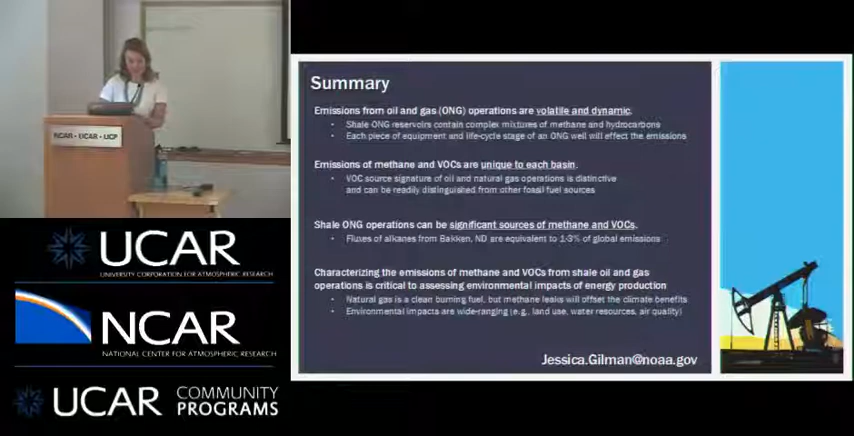 NCAR - UCAR - UCP
UCAR
UNIVERSITY CORPORATION FOR ATMOSPHERIC RESEARCH
NCAR
NATIONAL CENTER FOR ATMOSPHERIC RESEARCH
UCAR COMMUNITY PROGRAMS
Summary
Emissions from oil and gas (ONG) operations are volatile and dynamic.
• Shale ONG reservoirs contain complex mixtures of methane and hydrocarbons
• Each piece of equipment and life-cycle stage of an ONG well will effect the emissions
Emissions of methane and VOCs are unique to each basin.
• VOC source signature of oil and natural gas operations is distinctive
and can be readily distinguished from other fossil fuel sources
Shale ONG operations can be significant sources of methane and VOCs.
• Fluxes of alkanes from Bakken, ND are equivalent to 1-3% of global emissions
Characterizing the emissions of methane and VOCs from shale oil and gas
operations is critical to assessing environmental impacts of energy production
• Natural gas is a clean burning fuel, but methane leaks will offset the climate benefits
• Environmental impacts are wide-ranging (e.g., land use, water resources, air quality)
Jessica.Gilman@noaa.gov